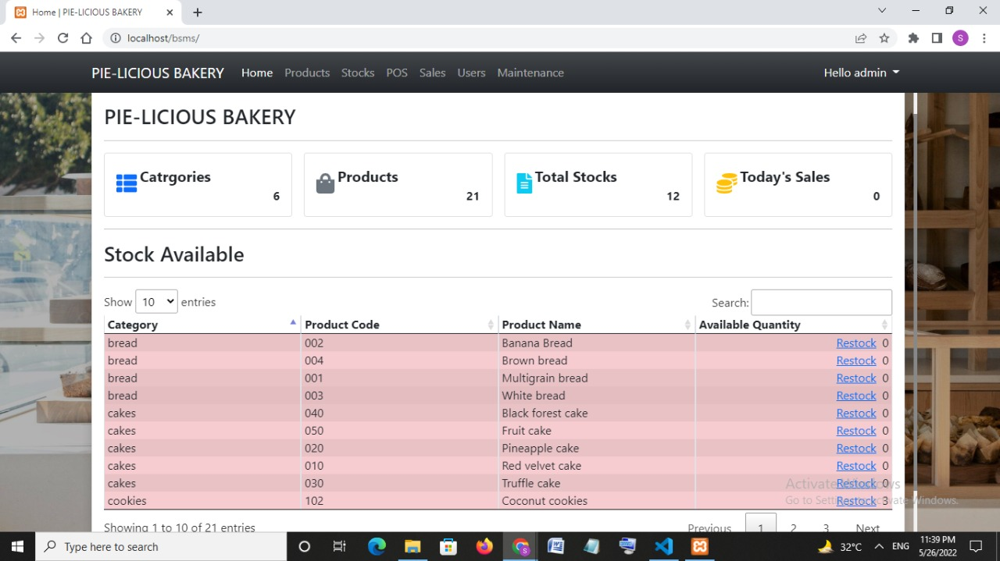 Home | PIE-LICIOUS BAKERY
localhost/bsms/
S
PIE-LICIOUS BAKERY Home Products Stocks POS Sales Users Maintenance Hello admin
PIE-LICIOUS BAKERY
Catrgories Products Total Stocks Today's Sales
6 21 12 0
Stock Available
Show 10 entries Search:
Category Product Code Product Name Available Quantity
bread 002 Banana Bread Restock 0
bread 004 Brown bread Restock 0
bread 001 Multigrain bread Restock 0
bread 003 White bread Restock 0
cakes 040 Black forest cake Restock 0
cakes 050 Fruit cake Restock 0
cakes 020 Pineapple cake Restock 0
cakes 010 Red velvet cake Restock 0
cakes 030 Truffle cake Restock 0
Activate Windows
cookies 102 Coconut cookies Restock 3
Go to Settings to activate Windows.
Showing 1 to 10 of 21 entries Previous 1 2 3 Next
Type here to search 32°C ENG 11:39 PM
5/26/2022